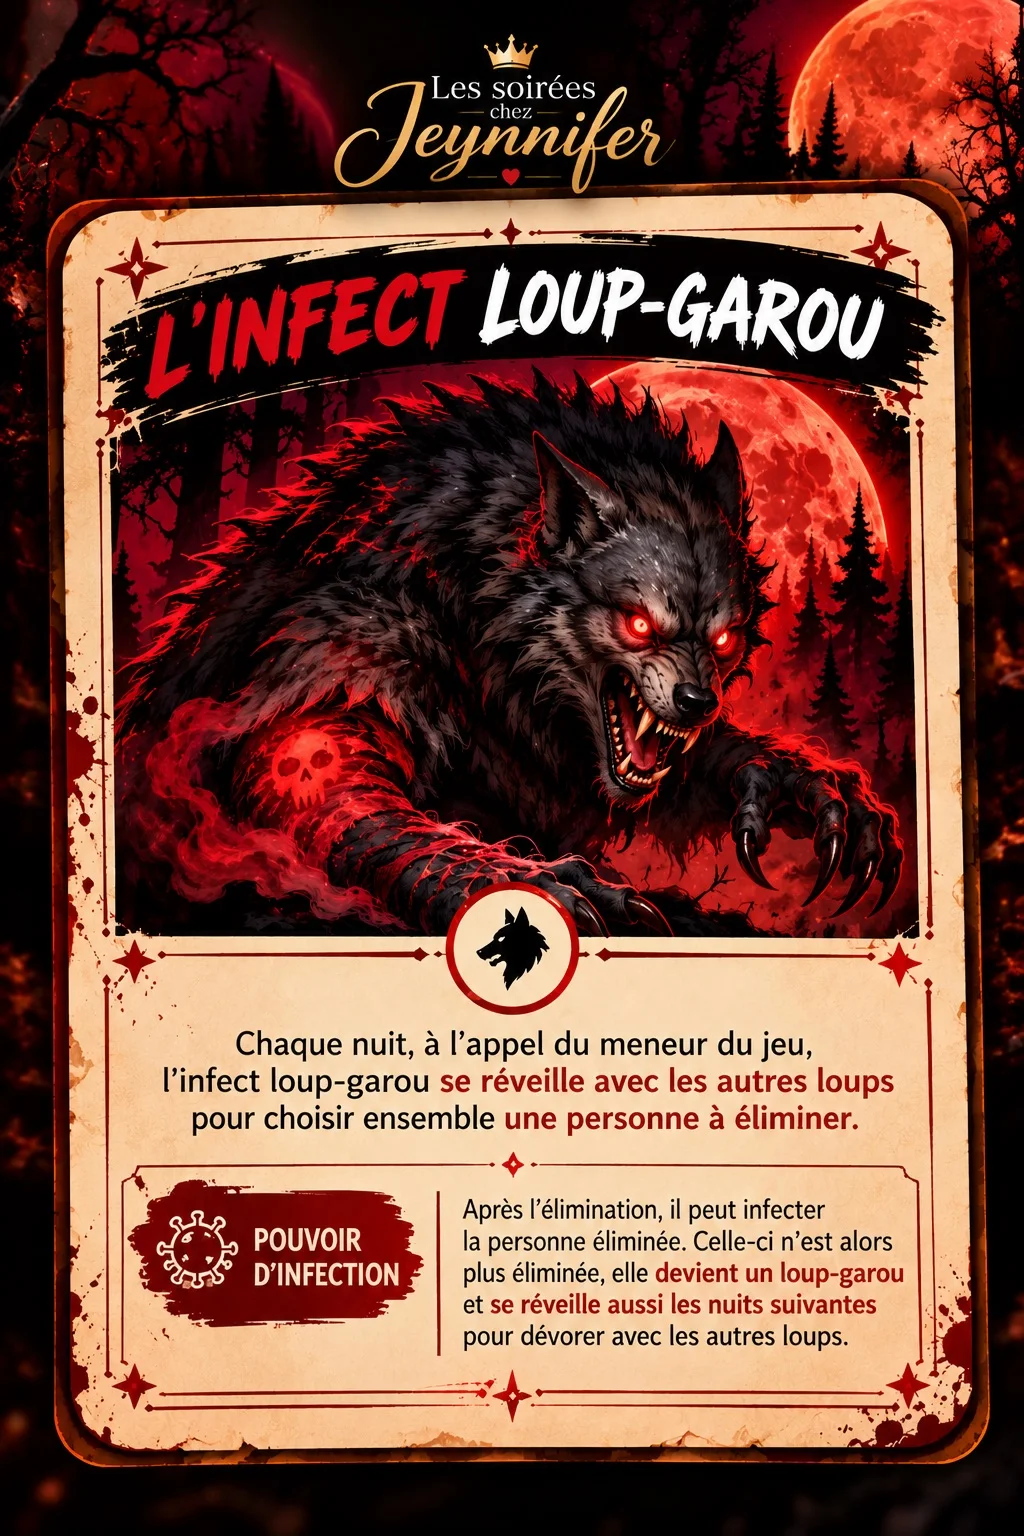 Les soirées
chez
Jeynnifer
L'INFECT LOUP-GAROU
Chaque nuit, à l'appel du meneur du jeu,
l'infect loup-garou se réveille avec les autres loups
pour choisir ensemble une personne à éliminer.
POUVOIR
D'INFECTION
Après l'élimination, il peut infecter
la personne éliminée. Celle-ci n'est alors
plus éliminée, elle devient un loup-garou
et se réveille aussi les nuits suivantes
pour dévorer avec les autres loups.